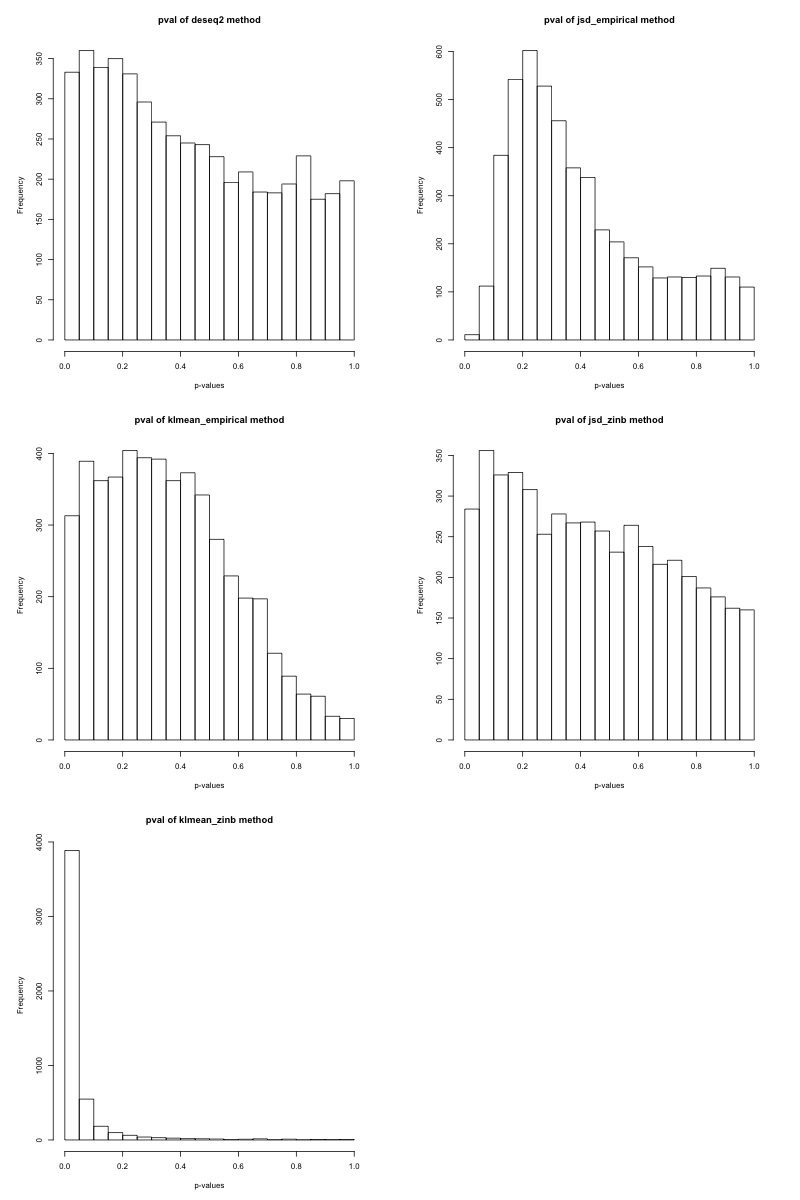 pval of deseq2 method
Frequency
0
50
100
150
200
250
300
350
0.0 0.2 0.4 0.6 0.8 1.0
p-values
pval of jsd_empirical method
Frequency
0
100
200
300
400
500
600
0.0 0.2 0.4 0.6 0.8 1.0
p-values
pval of klmean_empirical method
Frequency
0
100
200
300
400
0.0 0.2 0.4 0.6 0.8 1.0
p-values
pval of jsd_zinb method
Frequency
0
50
100
150
200
250
300
350
0.0 0.2 0.4 0.6 0.8 1.0
p-values
pval of klmean_zinb method
Frequency
0
1000
2000
3000
4000
0.0 0.2 0.4 0.6 0.8 1.0
p-values